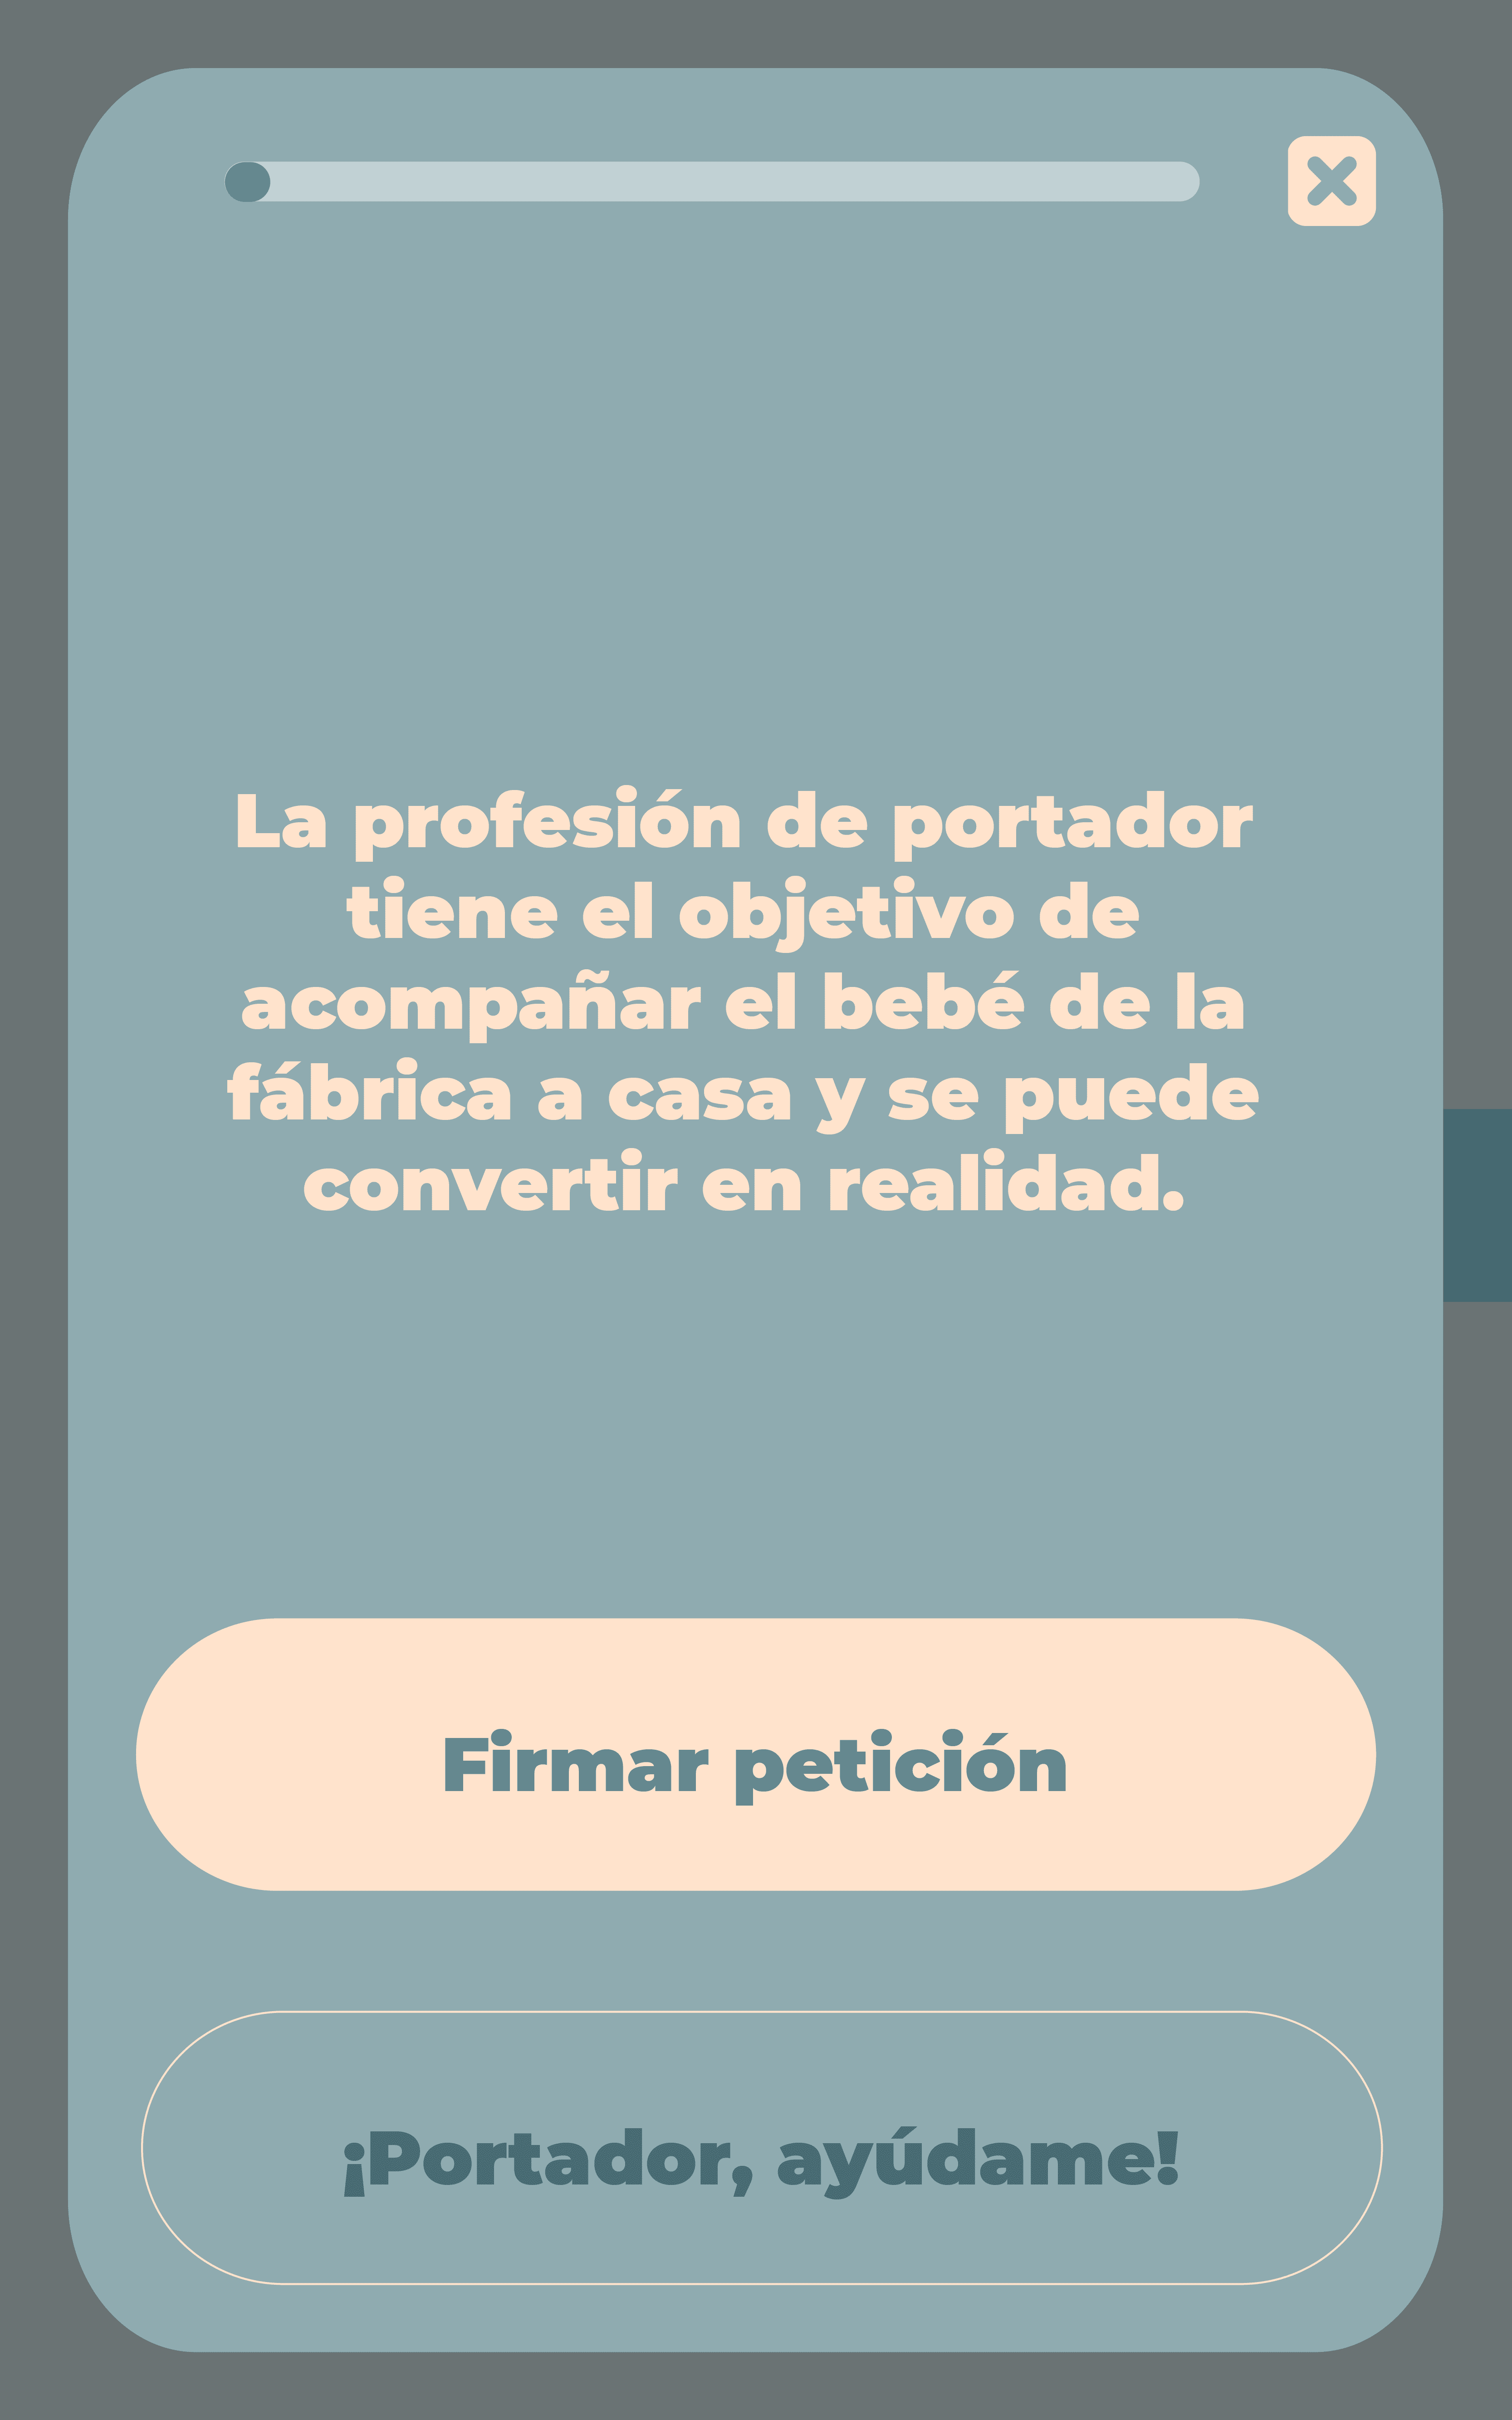 La profesión de portador
tiene el objetivo de
acompañar el bebé de la
fábrica a casa y se puede
convertir en realidad.
Firmar petición
¡Portador, ayúdame!